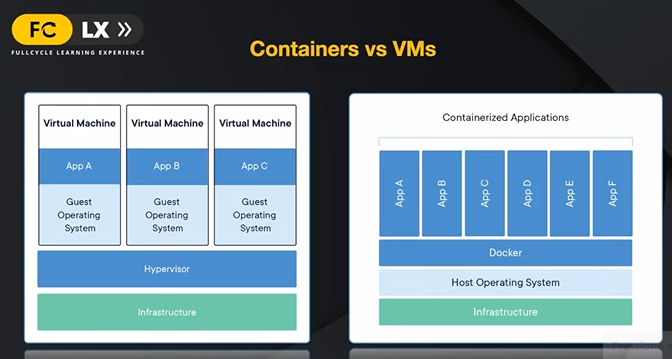 FC LX
FULLCYCLE LEARNING EXPERIENCE
Containers vs VMs
Virtual Machine
App A
Guest
Operating
System
Virtual Machine
App B
Guest
Operating
System
Virtual Machine
App C
Guest
Operating
System
Hypervisor
Infrastructure
Containerized Applications
App A
App B
App C
App D
App E
App F
Docker
Host Operating System
Infrastructure